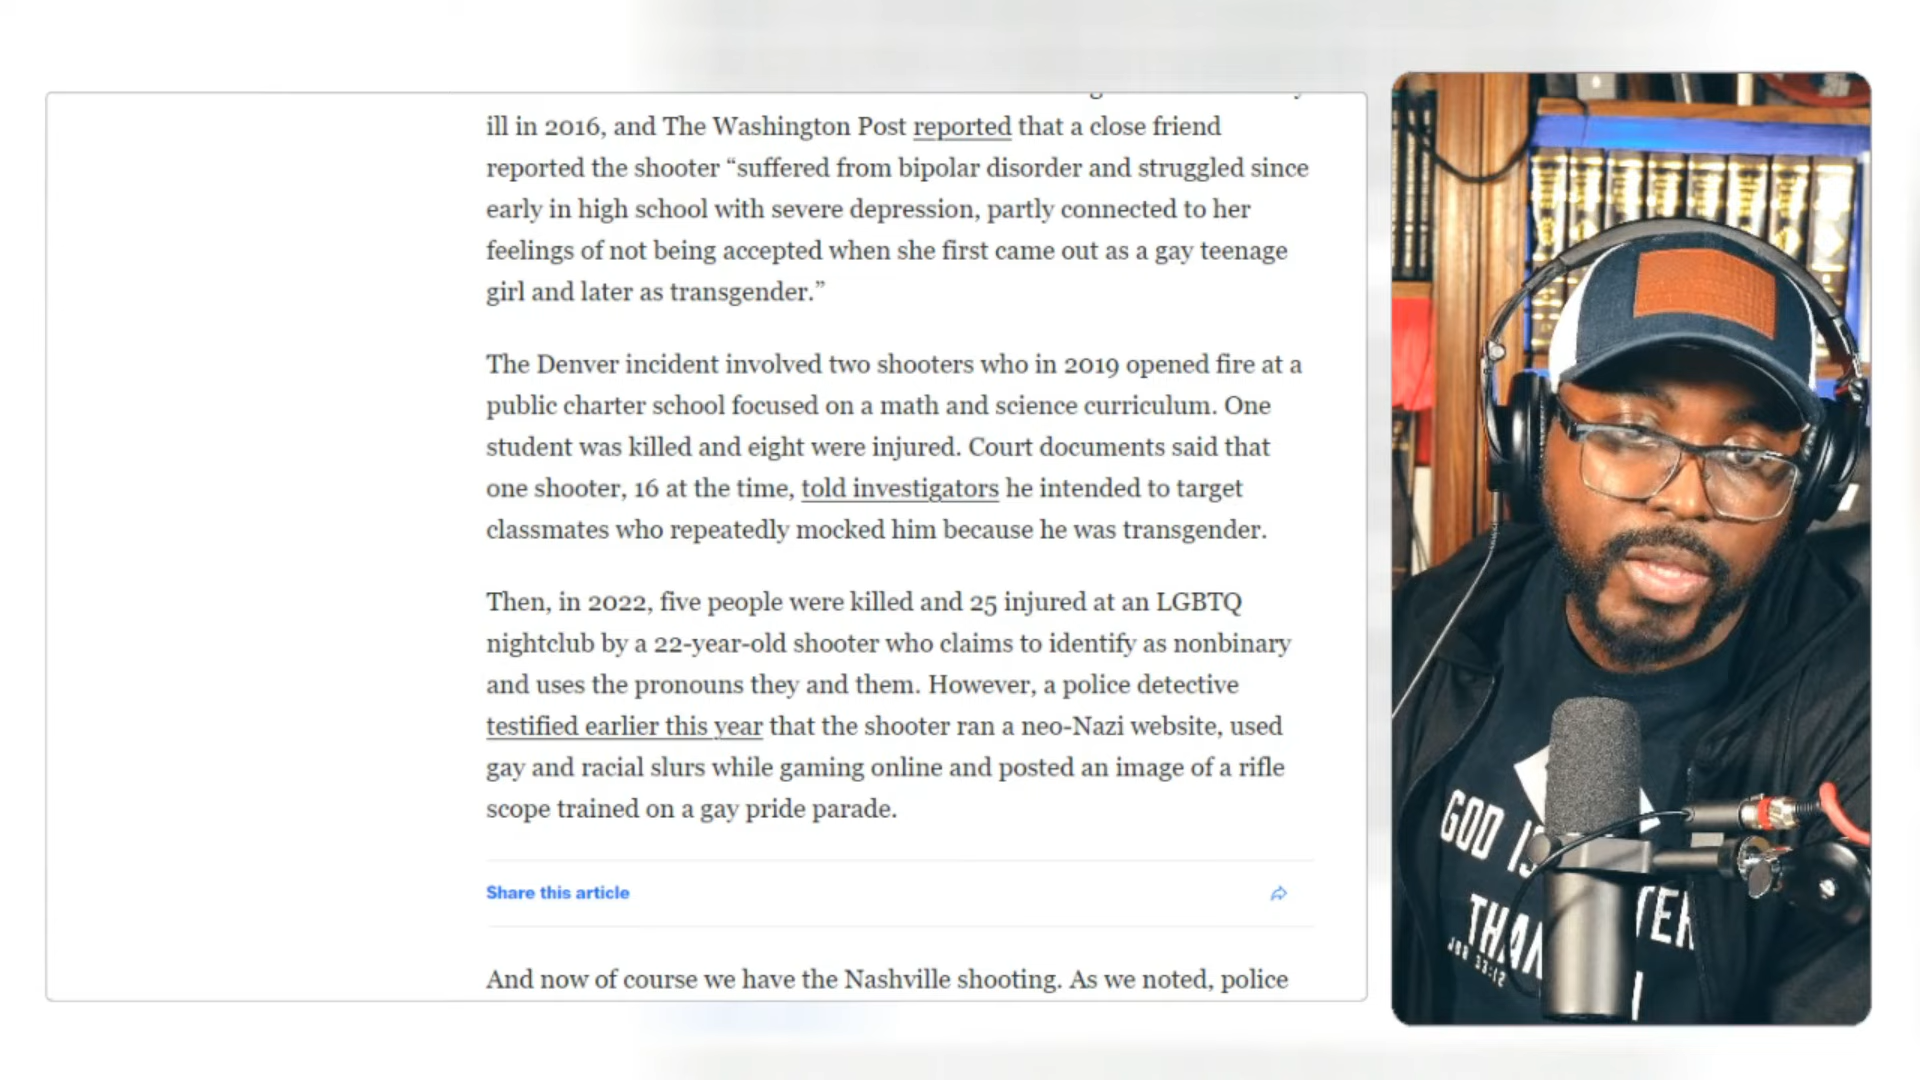 ill in 2016, and The Washington Post reported that a close friend
reported the shooter “suffered from bipolar disorder and struggled since
early in high school with severe depression, partly connected to her
feelings of not being accepted when she first came out as a gay teenage
girl and later as transgender.”
The Denver incident involved two shooters who in 2019 opened fire at a
public charter school focused on a math and science curriculum. One
student was killed and eight were injured. Court documents said that
one shooter, 16 at the time, told investigators he intended to target
classmates who repeatedly mocked him because he was transgender.
Then, in 2022, five people were killed and 25 injured at an LGBTQ
nightclub by a 22-year-old shooter who claims to identify as nonbinary
and uses the pronouns they and them. However, a police detective
testified earlier this year that the shooter ran a neo-Nazi website, used
gay and racial slurs while gaming online and posted an image of a rifle
scope trained on a gay pride parade.
Share this article
And now of course we have the Nashville shooting. As we noted, police
GOD IS
THAN
JOB 33:12